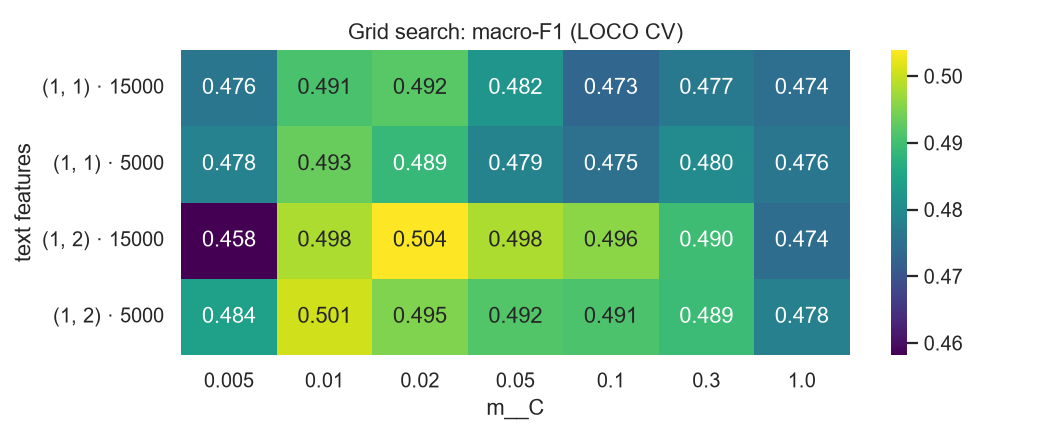 Grid search: macro-F1 (LOCO CV)
(1, 1) · 15000 0.476 0.491 0.492 0.482 0.473 0.477 0.474
(1, 1) · 5000 0.478 0.493 0.489 0.479 0.475 0.480 0.476
(1, 2) · 15000 0.458 0.498 0.504 0.498 0.496 0.490 0.474
(1, 2) · 5000 0.484 0.501 0.495 0.492 0.491 0.489 0.478
0.005 0.01 0.02 0.05 0.1 0.3 1.0
m__C
text features
0.50
0.49
0.48
0.47
0.46